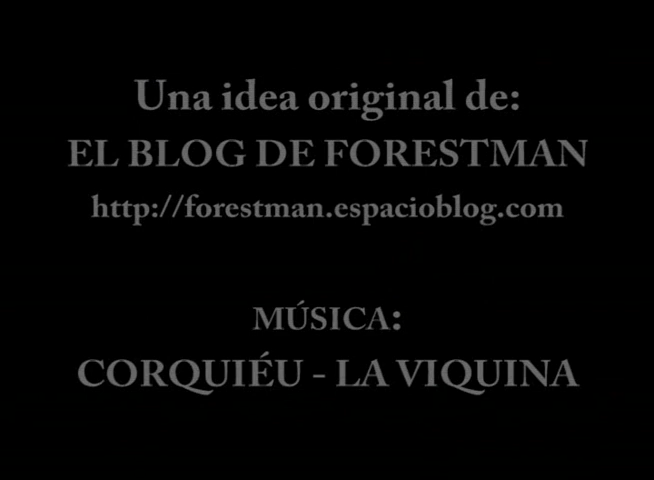 Una idea original de:
EL BLOG DE FORESTMAN
http://forestman.espacioblog.com
MÚSICA:
CORQUIÉU - LA VIQUINA